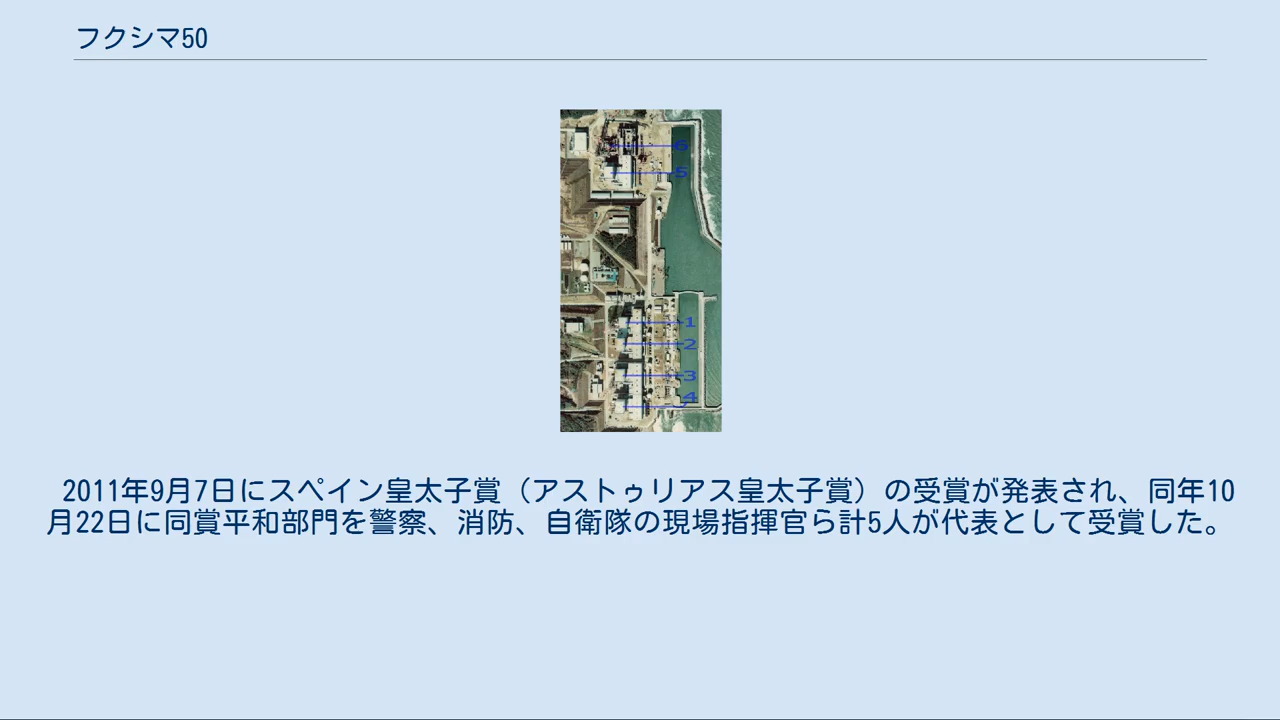 フクシマ50
6
5
1
2
3
4
2011年9月7日にスペイン皇太子賞（アストゥリアス皇太子賞）の受賞が発表され、同年10
月22日に同賞平和部門を警察、消防、自衛隊の現場指揮官ら計5人が代表として受賞した。